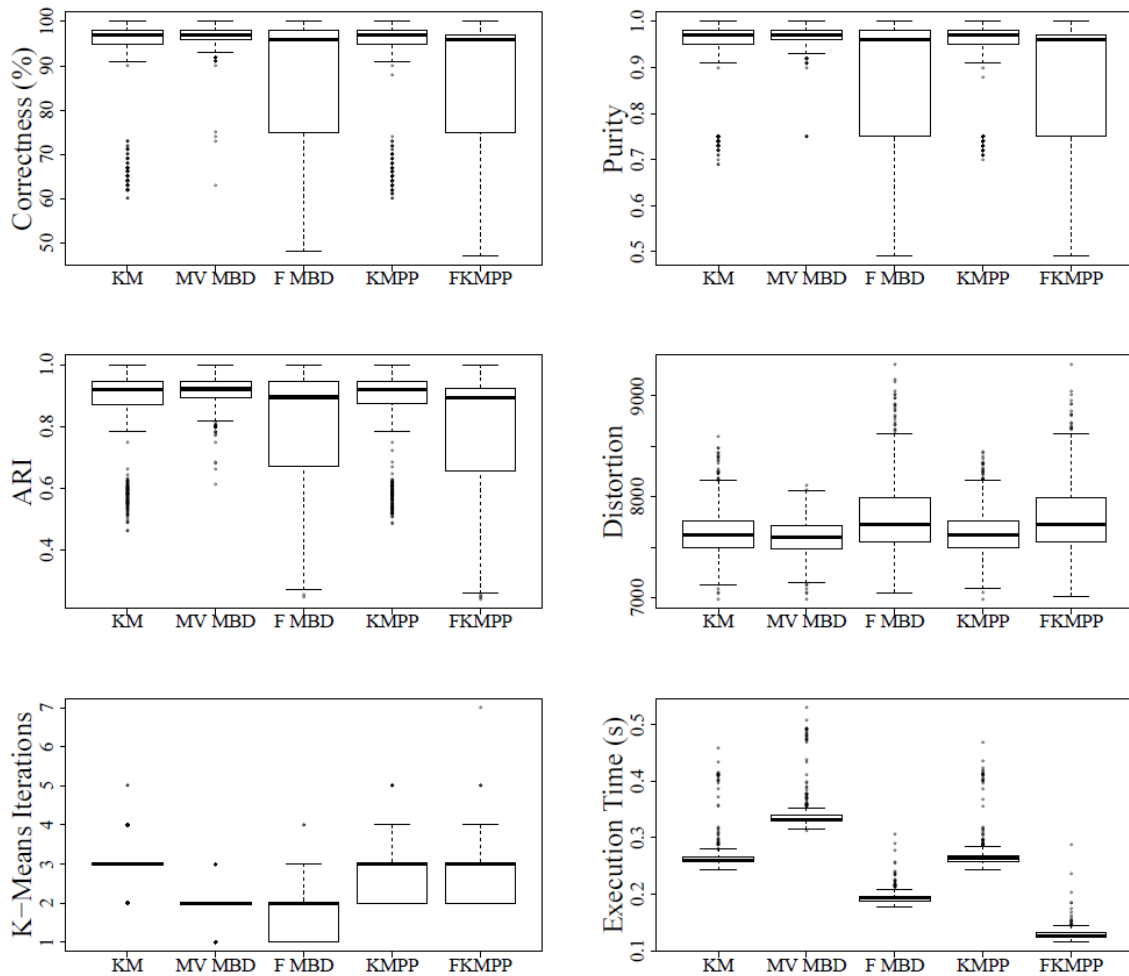 Correctness (%)
50 60 70 80 90 100
KM MV MBD F MBD KMPP FKMPP
Purity
0.5 0.6 0.7 0.8 0.9 1.0
KM MV MBD F MBD KMPP FKMPP
ARI
0.4 0.6 0.8 1.0
KM MV MBD F MBD KMPP FKMPP
Distortion
7000 8000 9000
KM MV MBD F MBD KMPP FKMPP
K−Means Iterations
7
6
5
4
3
2
1
KM MV MBD F MBD KMPP FKMPP
Execution Time (s)
0.1 0.2 0.3 0.4 0.5
KM MV MBD F MBD KMPP FKMPP